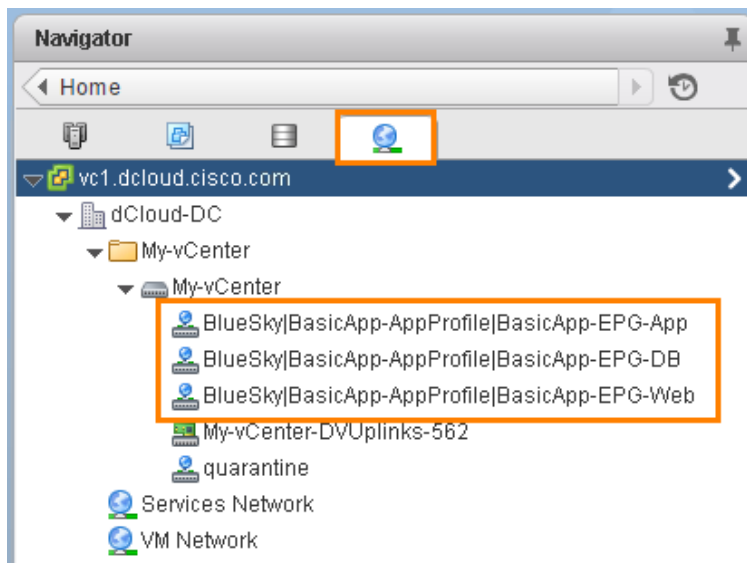 Navigator
Home
vc1.dcloud.cisco.com
dCloud-DC
My-vCenter
My-vCenter
BlueSky|BasicApp-AppProfile|BasicApp-EPG-App
BlueSky|BasicApp-AppProfile|BasicApp-EPG-DB
BlueSky|BasicApp-AppProfile|BasicApp-EPG-Web
My-vCenter-DVUplinks-562
quarantine
Services Network
VM Network